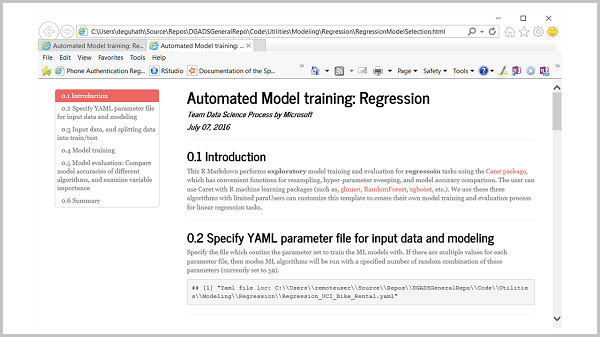 C:\Users\deguhath\Source\Repos\DGADSGeneralRepo\Code\Utilities\Modeling\Regression\RegressionModelSelection.html
Automated Model training: Re...
Automated Model training: ...
File Edit View Favorites Tools Help
Phone Authentication Reg...
RStudio
Documentation of the Sp...
Page
Safety
Tools
0.1 Introduction
0.2 Specify YAML parameter file
for input data and modeling
0.3 Input data, and splitting data
into train/test
0.4 Model training
0.5 Model evaluation: Compare
model accuracies of different
algorithms, and examine variable
importance
0.6 Summary
Automated Model training: Regression
Team Data Science Process by Microsoft
July 07, 2016
0.1 Introduction
This R Markdown performs exploratory model training and evaluation for regressoin tasks using the Caret package,
which has convenient functions for resampling, hyper-parameter sweeping, and model accuracy comparison. The user can
use Caret with R machine learning packages (such as, glmnet, RandomForest, xgboost, etc.). We use these three
algorithms with limited paraUsers can customize this template to create their own model training and evaluation process
for linear regression tasks.
0.2 Specify YAML parameter file for input data and modeling
Specify the file which contins the parameter set to train the ML models with. If there are multiple values for each
parameter file, then modes ML algorithms will be run with a specified number of random combination of these
parameters (currently set to 59).
## [1] "Yaml file loc: C:\\Users\\remoteuser\\Source\\Repos\\DGADSGeneralRepo\\Code\\Utilitie
s\\Modeling\\Regression\\Regression_UCI_Bike_Rental.yaml"